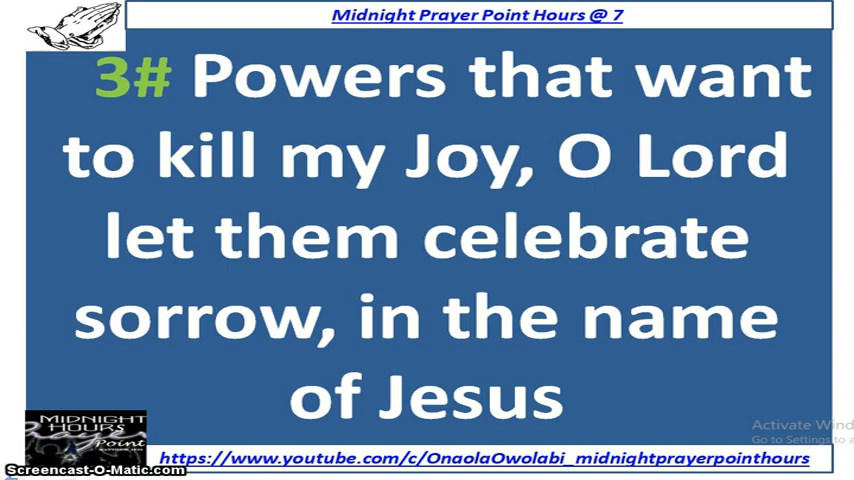 Midnight Prayer Point Hours @ 7
3# Powers that want
to kill my Joy, O Lord
let them celebrate
sorrow, in the name
of Jesus
MIDNIGHT
HOURS
Prayer
Point
Activate Wind
Go to Settings to a
https://www.youtube.com/c/OnaolaOwolabi_midnightprayerpointhours
Screencast-O-Matic.com